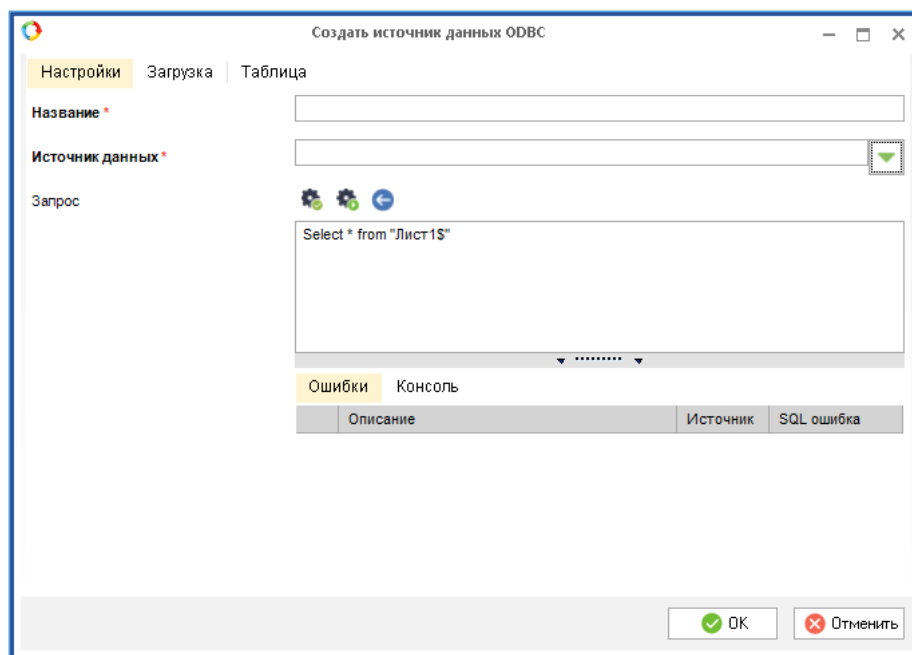 Создать источник данных ODBC
Настройки Загрузка Таблица
Название *
Источник данных *
Запрос
Select * from "Лист1$"
Ошибки Консоль
Описание Источник SQL ошибка
OK Отменить